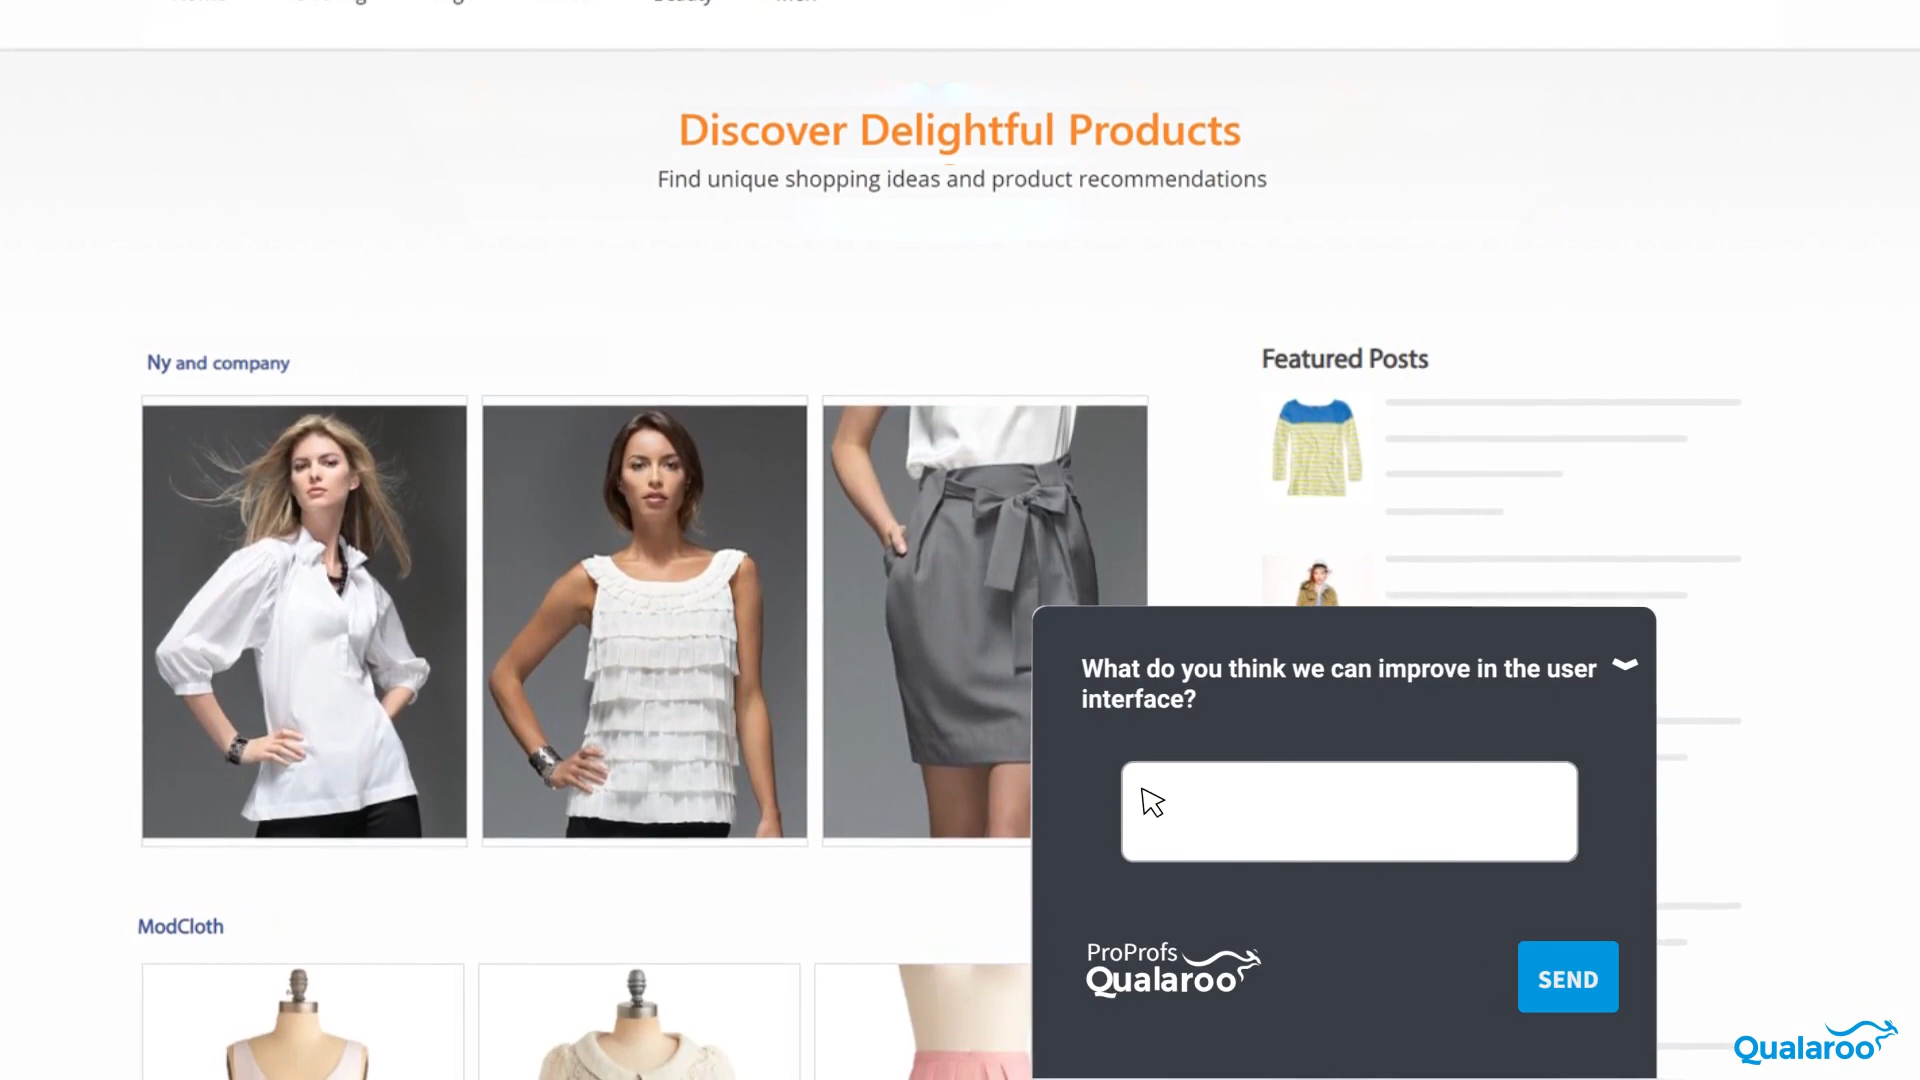 Discover Delightful Products
Find unique shopping ideas and product recommendations
Ny and company
Featured Posts
What do you think we can improve in the user
interface?
ModCloth
ProProfs
Qualaroo
SEND
Qualaroo